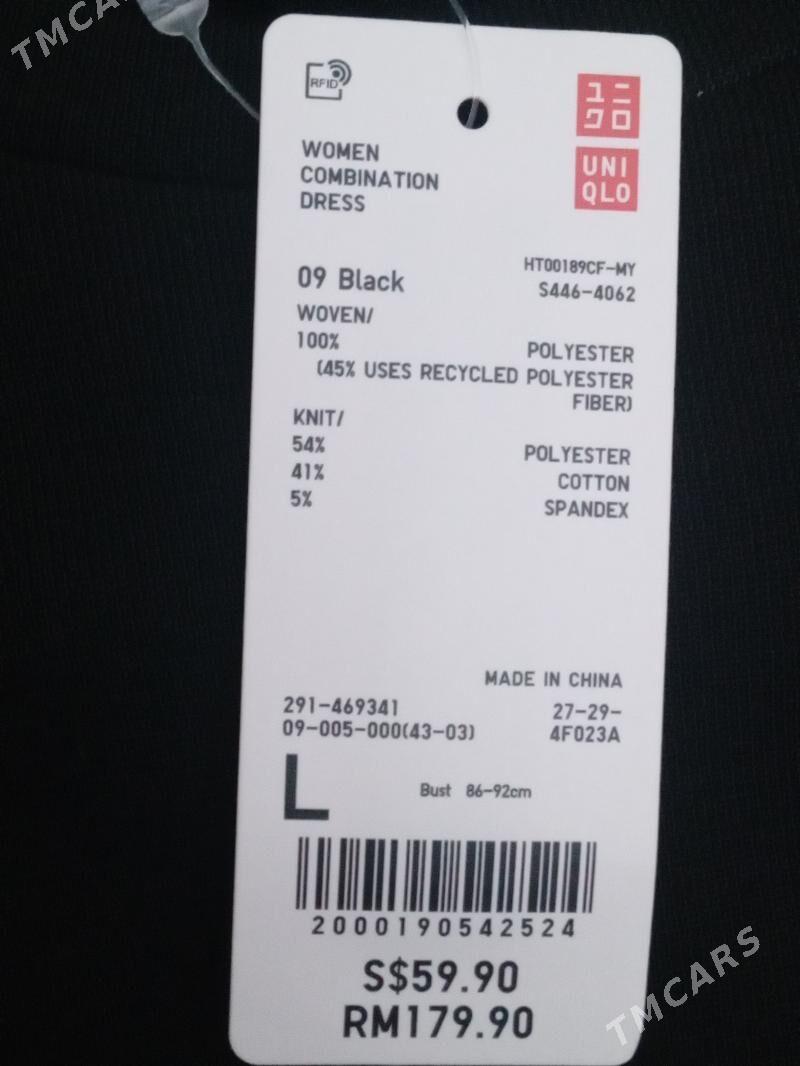 TMCARS
RFID
ユニ
クロ
UNI
QLO
WOMEN
COMBINATION
DRESS
HT00189CF-MY
09 Black
S446-4062
WOVEN/
100% POLYESTER
(45% USES RECYCLED POLYESTER
FIBER)
KNIT/
54% POLYESTER
41% COTTON
5% SPANDEX
MADE IN CHINA
291-469341 27-29-
09-005-000(43-03) 4F023A
L Bust 86-92cm
2000190542524
S$59.90
RM179.90
TMCARS